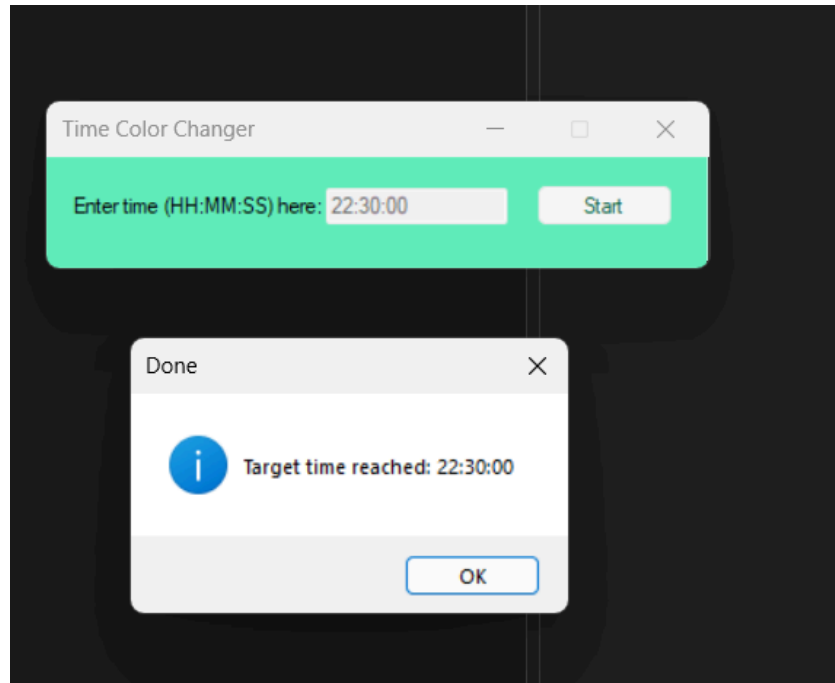 Time Color Changer
Enter time (HH:MM:SS) here: 22:30:00 Start
Done
Target time reached: 22:30:00
OK